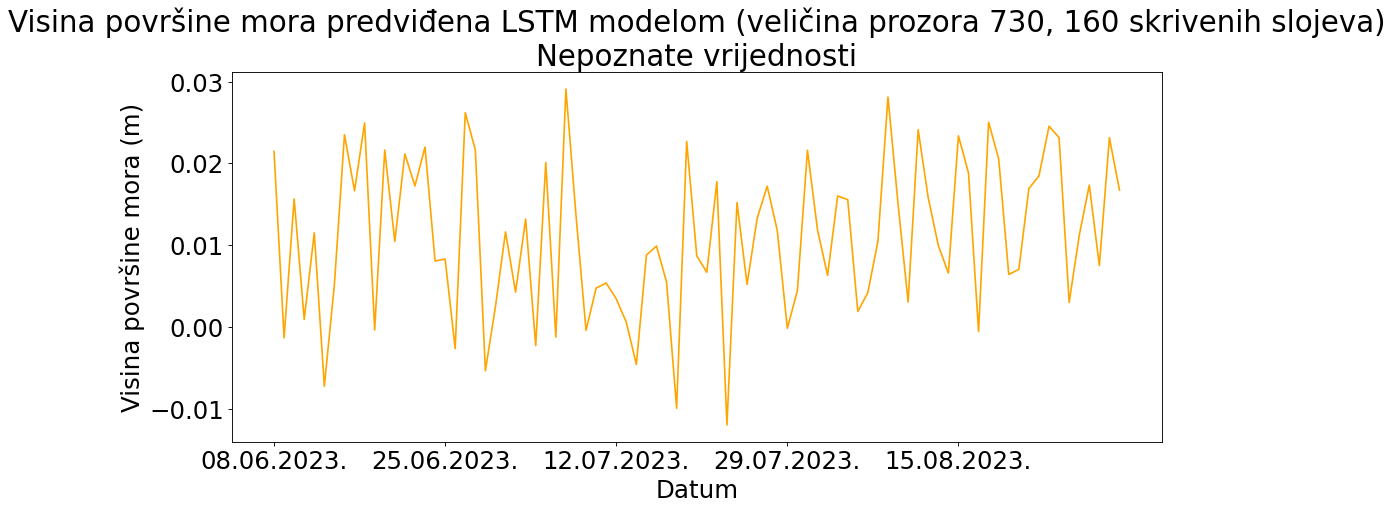 Visina površine mora predviđena LSTM modelom (veličina prozora 730, 160 skrivenih slojeva)
Nepoznate vrijednosti
Visina površine mora (m)
0.03
0.02
0.01
0.00
−0.01
08.06.2023. 25.06.2023. 12.07.2023. 29.07.2023. 15.08.2023.
Datum